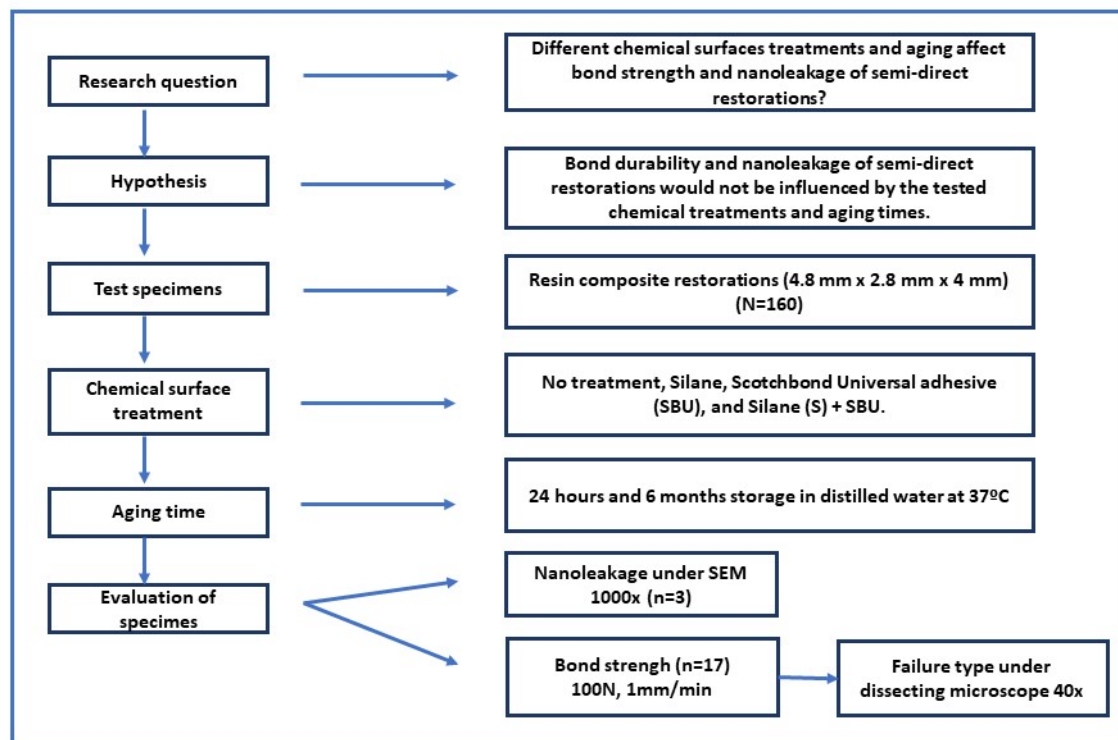 Research question
Different chemical surfaces treatments and aging affect
bond strength and nanoleakage of semi-direct
restorations?
Hypothesis
Bond durability and nanoleakage of semi-direct
restorations would not be influenced by the tested
chemical treatments and aging times.
Test specimens
Resin composite restorations (4.8 mm x 2.8 mm x 4 mm)
(N=160)
Chemical surface
treatment
No treatment, Silane, Scotchbond Universal adhesive
(SBU), and Silane (S) + SBU.
Aging time
24 hours and 6 months storage in distilled water at 37ºC
Evaluation of
specimes
Nanoleakage under SEM
1000x (n=3)
Bond strengh (n=17)
100N, 1mm/min
Failure type under
dissecting microscope 40x